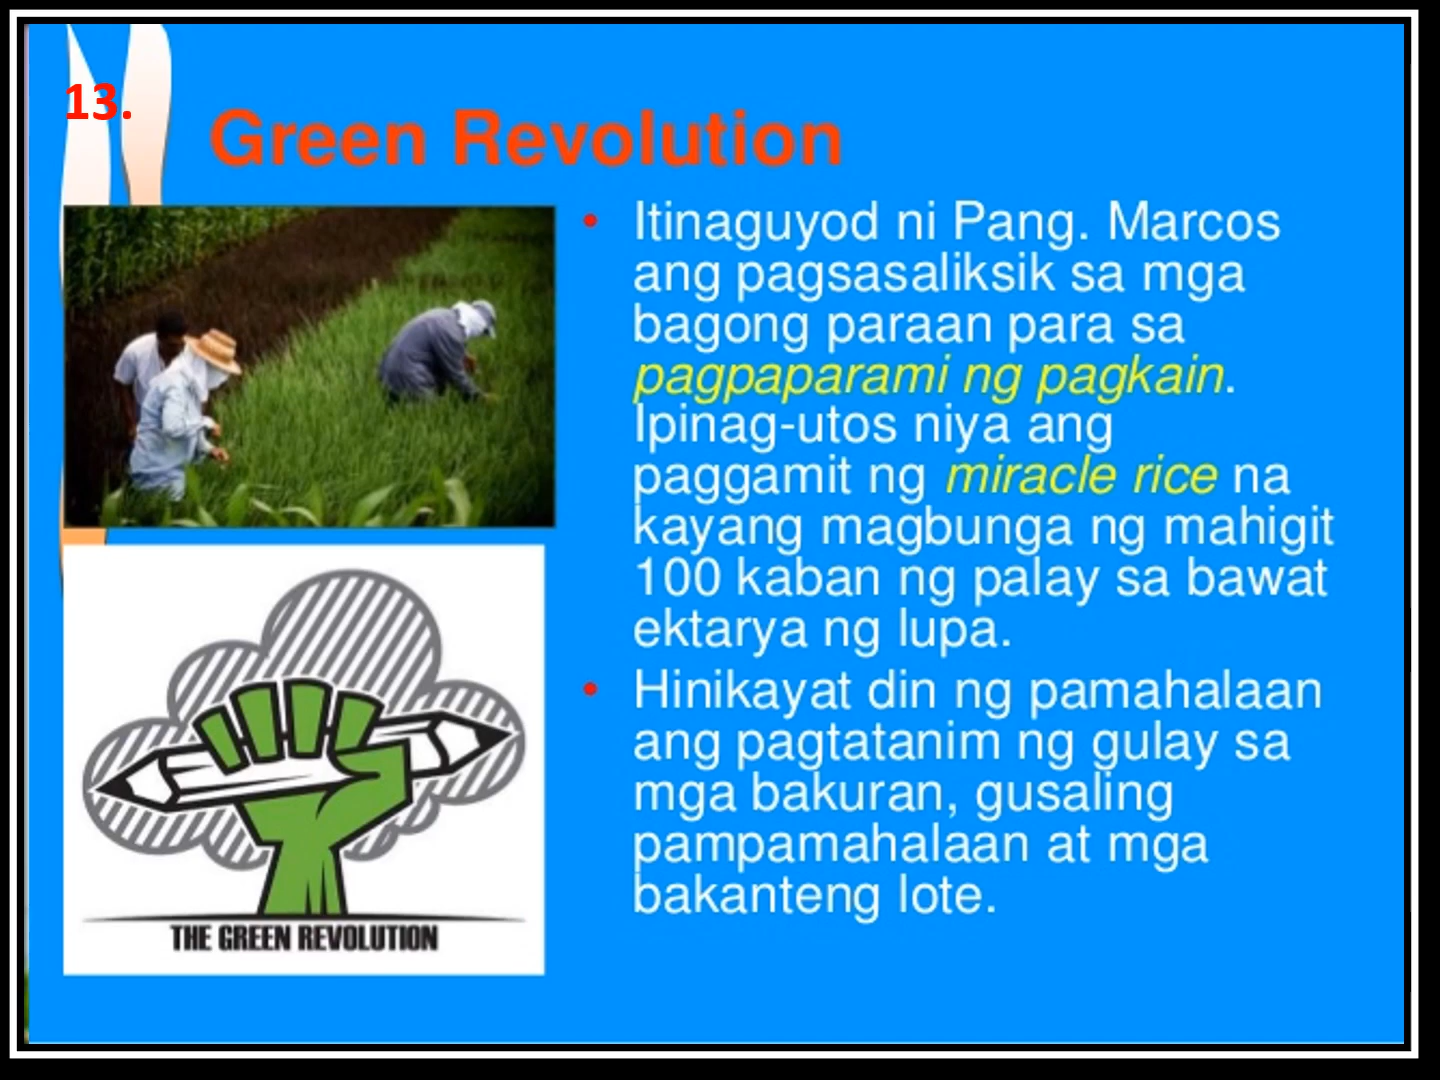 13.
Green Revolution
• Itinaguyod ni Pang. Marcos
ang pagsasaliksik sa mga
bagong paraan para sa
pagpaparami ng pagkain.
Ipinag-utos niya ang
paggamit ng miracle rice na
kayang magbunga ng mahigit
100 kaban ng palay sa bawat
ektarya ng lupa.
• Hinikayat din ng pamahalaan
ang pagtatanim ng gulay sa
mga bakuran, gusaling
pampamahalaan at mga
bakanteng lote.
THE GREEN REVOLUTION